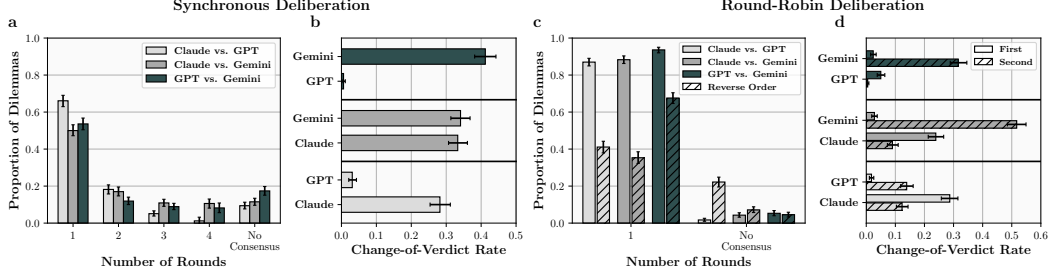 Synchronous Deliberation
Round-Robin Deliberation
a
Proportion of Dilemmas
1.0
0.8
0.6
0.4
0.2
0.0
Claude vs. GPT
Claude vs. Gemini
GPT vs. Gemini
1
2
3
4
No
Consensus
Number of Rounds
b
Gemini
GPT
Gemini
Claude
GPT
Claude
0.0
0.1
0.2
0.3
0.4
0.5
Change-of-Verdict Rate
c
Proportion of Dilemmas
1.0
0.8
0.6
0.4
0.2
0.0
Claude vs. GPT
Claude vs. Gemini
GPT vs. Gemini
Reverse Order
1
No
Consensus
Number of Rounds
d
Gemini
GPT
Gemini
Claude
GPT
Claude
First
Second
0.0
0.1
0.2
0.3
0.4
0.5
0.6
Change-of-Verdict Rate